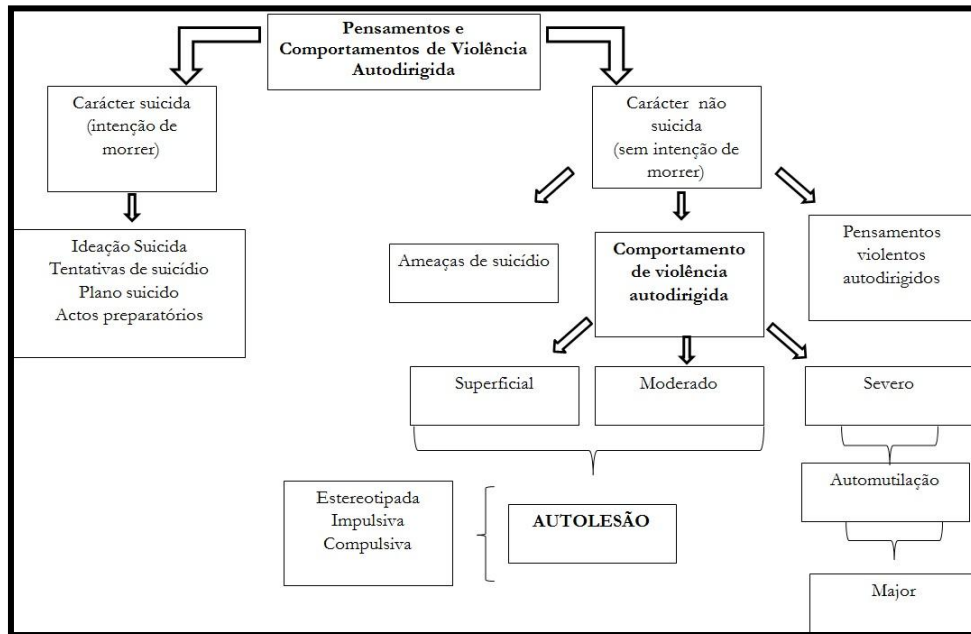 Pensamentos e
Comportamentos de Violência
Autodirigida
Carácter suicida
(intenção de
morrer)
Carácter não
suicida
(sem intenção de
morrer)
Ideação Suicida
Tentativas de suicídio
Plano suicido
Actos preparatórios
Ameaças de suicídio
Comportamento
de violência
autodirigida
Pensamentos
violentos
autodirigidos
Superficial
Moderado
Severo
Automutilação
Estereotipada
Impulsiva
Compulsiva
AUTOLESÃO
Major